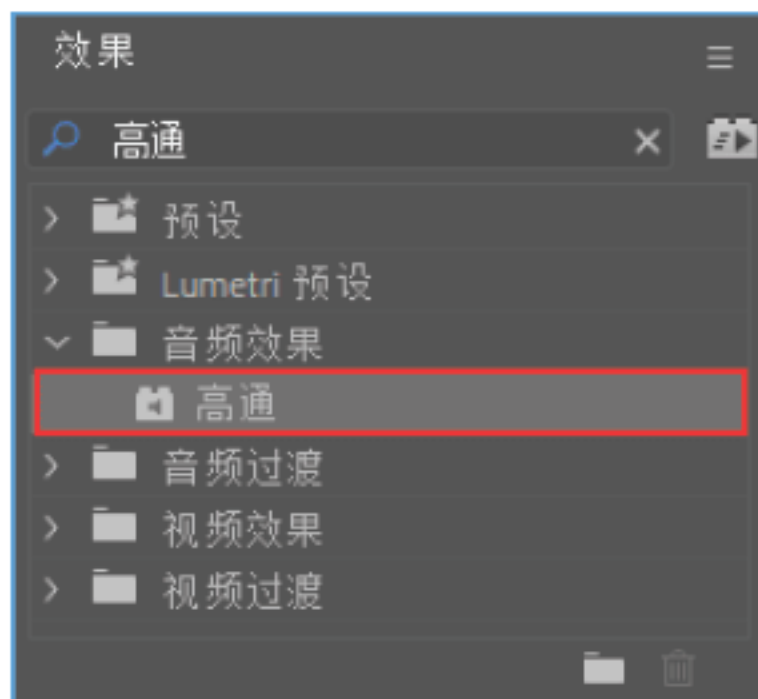 效果
高通
预设
Lumetri 预设
音频效果
高通
音频过渡
视频效果
视频过渡